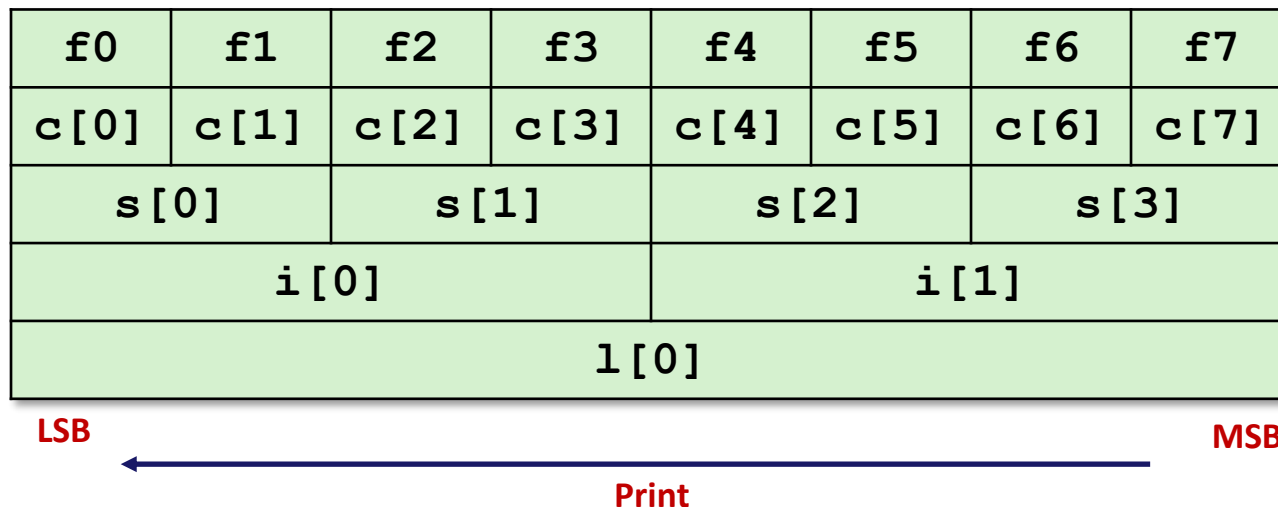 f0 f1 f2 f3 f4 f5 f6 f7
c[0] c[1] c[2] c[3] c[4] c[5] c[6] c[7]
s[0] s[1] s[2] s[3]
i[0] i[1]
l[0]
LSB MSB
Print